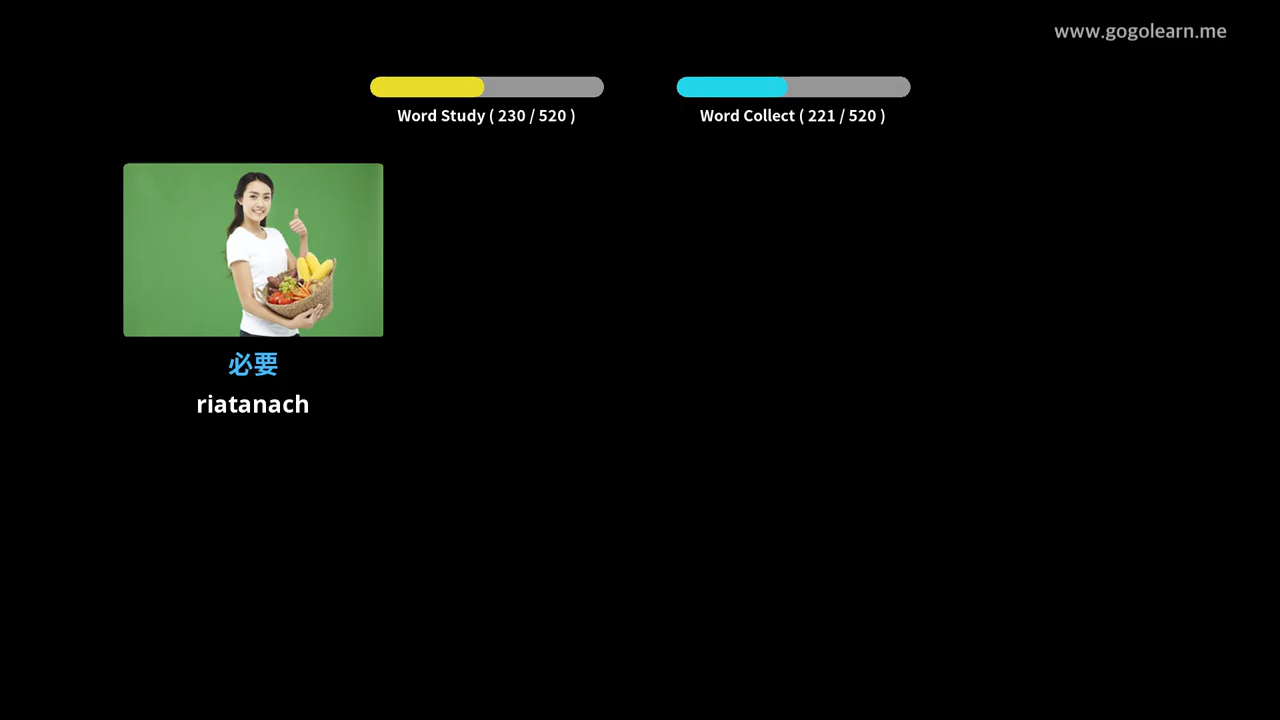 www.gogolearn.me
Word Study ( 230 / 520 )
Word Collect ( 221 / 520 )
必要
riatanach